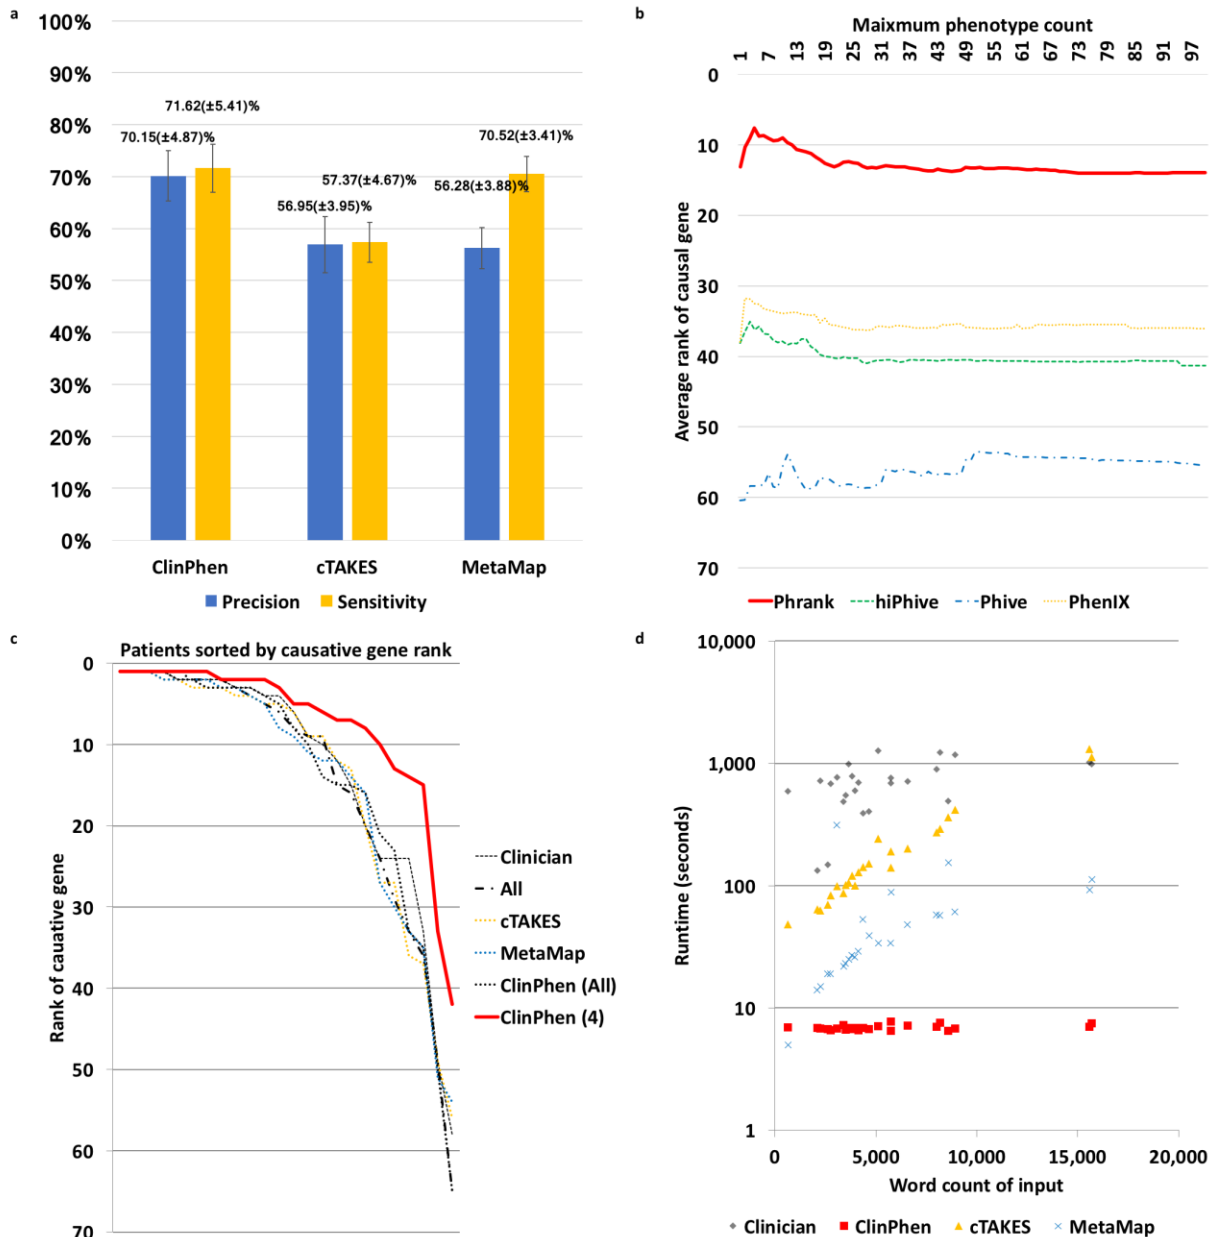 a
100%
90%
80%
70%
60%
50%
40%
30%
20%
10%
0%
71.62(±5.41)%
70.15(±4.87)%
57.37(±4.67)%
56.95(±3.95)%
70.52(±3.41)%
56.28(±3.88)%
ClinPhen cTAKES MetaMap
Precision Sensitivity
b
Maixmum phenotype count
1 7 13 19 25 31 37 43 49 55 61 67 73 79 85 91 97
Average rank of causal gene
0
10
20
30
40
50
60
70
Phrank hiPhive Phive PhenIX
c
Patients sorted by causative gene rank
Rank of cauative gene
0
10
20
30
40
50
60
70
Clinician
All
cTAKES
MetaMap
ClinPhen (All)
ClinPhen (4)
d
Runtime (seconds)
10,000
1,000
100
10
1
0 5,000 10,000 15,000 20,000
Word count of input
Clinician ClinPhen cTAKES MetaMap